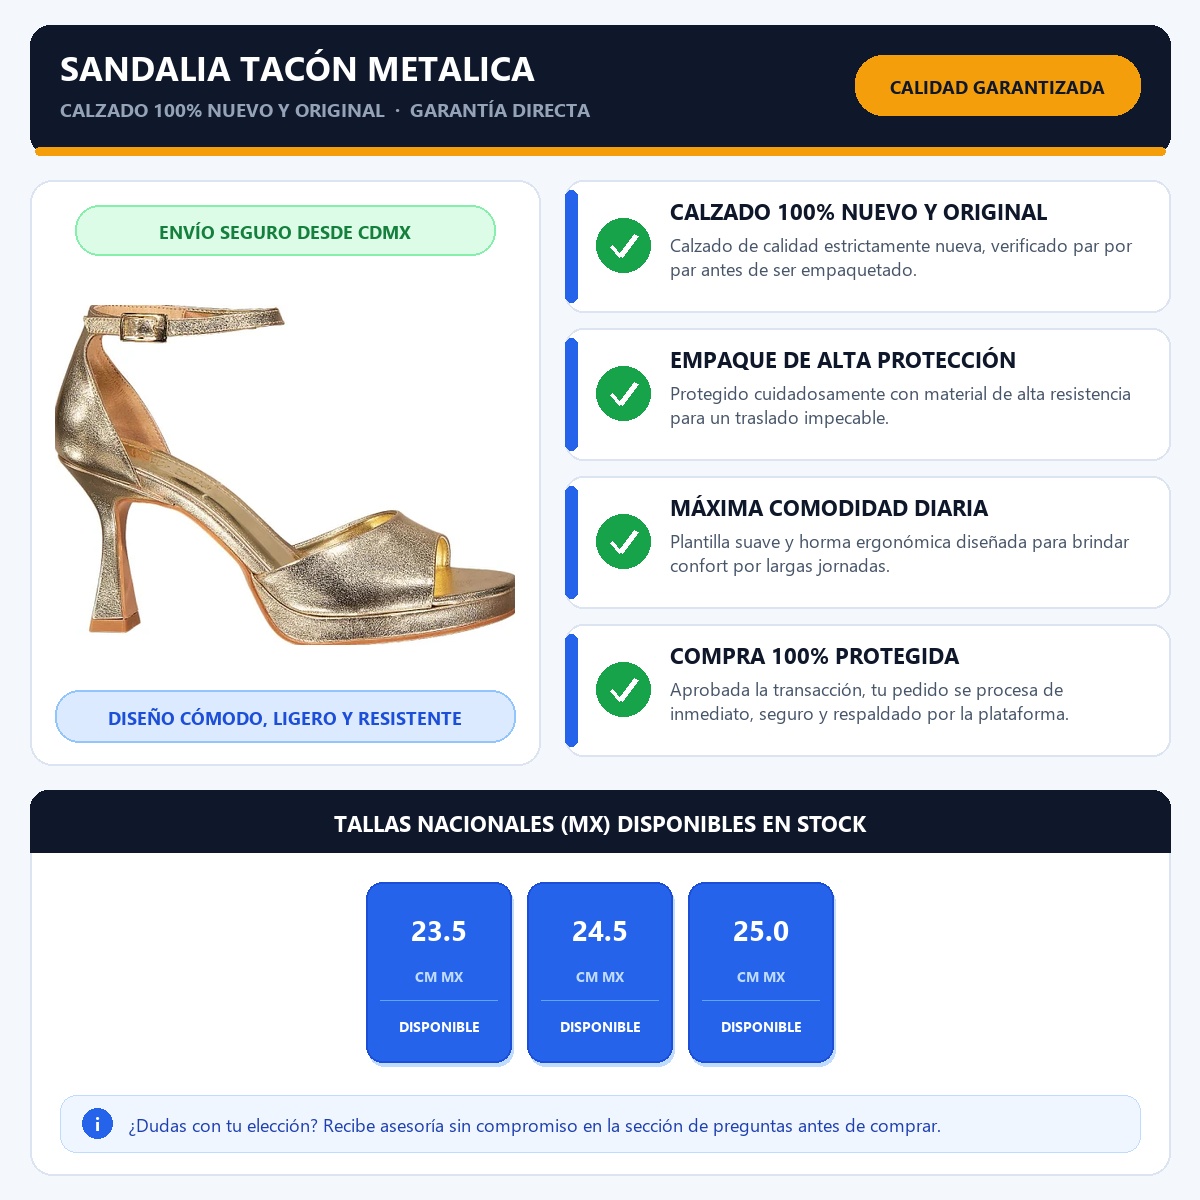 SANDALIA TACÓN METALICA
CALZADO 100% NUEVO Y ORIGINAL · GARANTÍA DIRECTA
CALIDAD GARANTIZADA
ENVÍO SEGURO DESDE CDMX
DISEÑO CÓMODO, LIGERO Y RESISTENTE
CALZADO 100% NUEVO Y ORIGINAL
Calzado de calidad estrictamente nueva, verificado par por
par antes de ser empaquetado.
EMPAQUE DE ALTA PROTECCIÓN
Protegido cuidadosamente con material de alta resistencia
para un traslado impecable.
MÁXIMA COMODIDAD DIARIA
Plantilla suave y horma ergonómica diseñada para brindar
confort por largas jornadas.
COMPRA 100% PROTEGIDA
Aprobada la transacción, tu pedido se procesa de
inmediato, seguro y respaldado por la plataforma.
TALLAS NACIONALES (MX) DISPONIBLES EN STOCK
23.5
CM MX
DISPONIBLE
24.5
CM MX
DISPONIBLE
25.0
CM MX
DISPONIBLE
¿Dudas con tu elección? Recibe asesoría sin compromiso en la sección de preguntas antes de comprar.